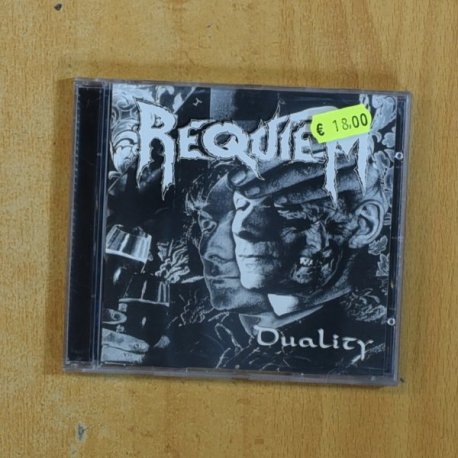 REQUIEM
€ 18,00
Duality